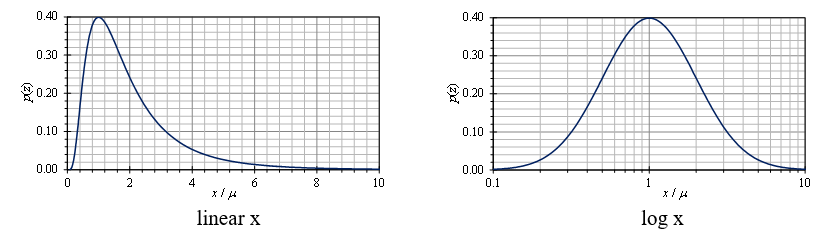 0.40
0.30
0.20
0.10
0.00
p(z)
0 2 4 6 8 10
x / μ
linear x
0.40
0.30
0.20
0.10
0.00
p(z)
0.1 1 10
x / μ
log x